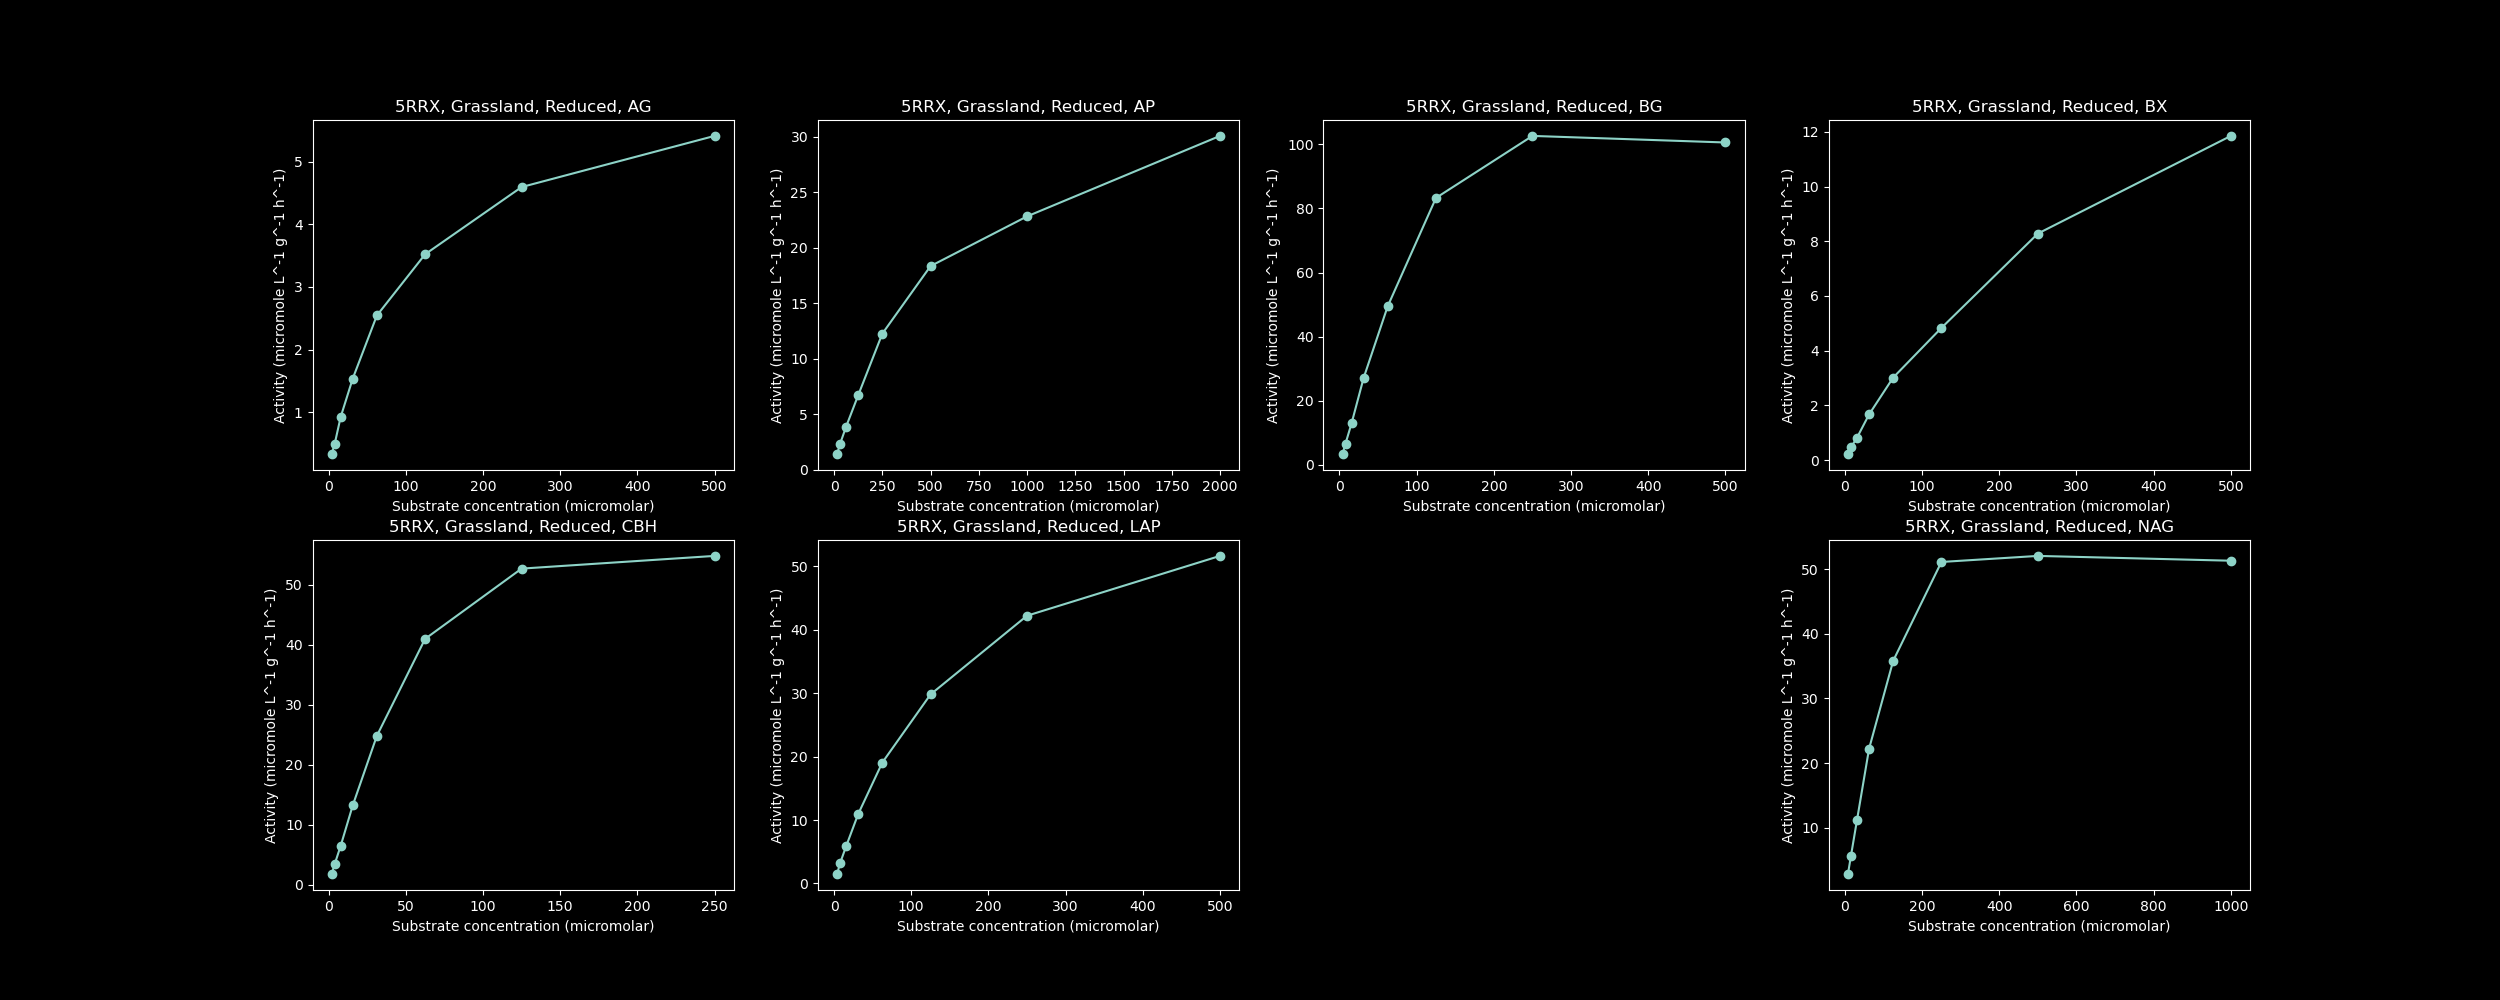 5RRX, Grassland, Reduced, AG
Activity (micromole L^-1 g^-1 h^-1)
5
4
3
2
1
0 100 200 300 400 500
Substrate concentration (micromolar)
5RRX, Grassland, Reduced, AP
Activity (micromole L^-1 g^-1 h^-1)
30
25
20
15
10
5
0
0 250 500 750 1000 1250 1500 1750 2000
Substrate concentration (micromolar)
5RRX, Grassland, Reduced, BG
Activity (micromole L^-1 g^-1 h^-1)
100
80
60
40
20
0
0 100 200 300 400 500
Substrate concentration (micromolar)
5RRX, Grassland, Reduced, BX
Activity (micromole L^-1 g^-1 h^-1)
12
10
8
6
4
2
0
0 100 200 300 400 500
Substrate concentration (micromolar)
5RRX, Grassland, Reduced, CBH
Activity (micromole L^-1 g^-1 h^-1)
50
40
30
20
10
0
0 50 100 150 200 250
Substrate concentration (micromolar)
5RRX, Grassland, Reduced, LAP
Activity (micromole L^-1 g^-1 h^-1)
50
40
30
20
10
0
0 100 200 300 400 500
Substrate concentration (micromolar)
5RRX, Grassland, Reduced, NAG
Activity (micromole L^-1 g^-1 h^-1)
50
40
30
20
10
0 200 400 600 800 1000
Substrate concentration (micromolar)